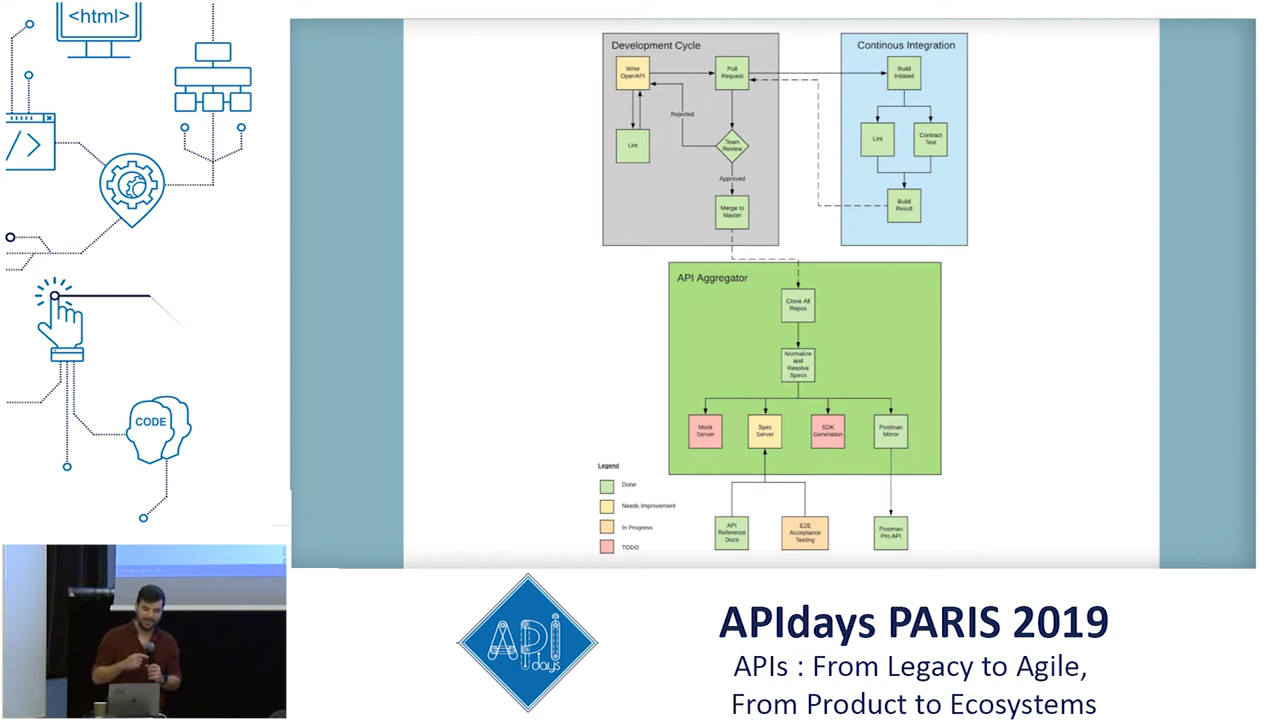 <html>
</>
CODE
Development Cycle
Write
OpenAPI
Pull
Request
Rejected
Lint
Team
Review
Approved
Merge to
Master
Continous Integration
Build
Initated
Lint
Contract
Test
Build
Result
API Aggregator
Clone All
Repos
Normalize
and
Resolve
Specs
Mock
Server
Spec
Server
SDK
Generation
Postman
Mirror
Legend
Done
Needs Improvement
In Progress
TODO
API
Reference
Docs
E2E
Acceptance
Testing
Postman
Pro API
APi
days
APIdays PARIS 2019
APIs : From Legacy to Agile,
From Product to Ecosystems